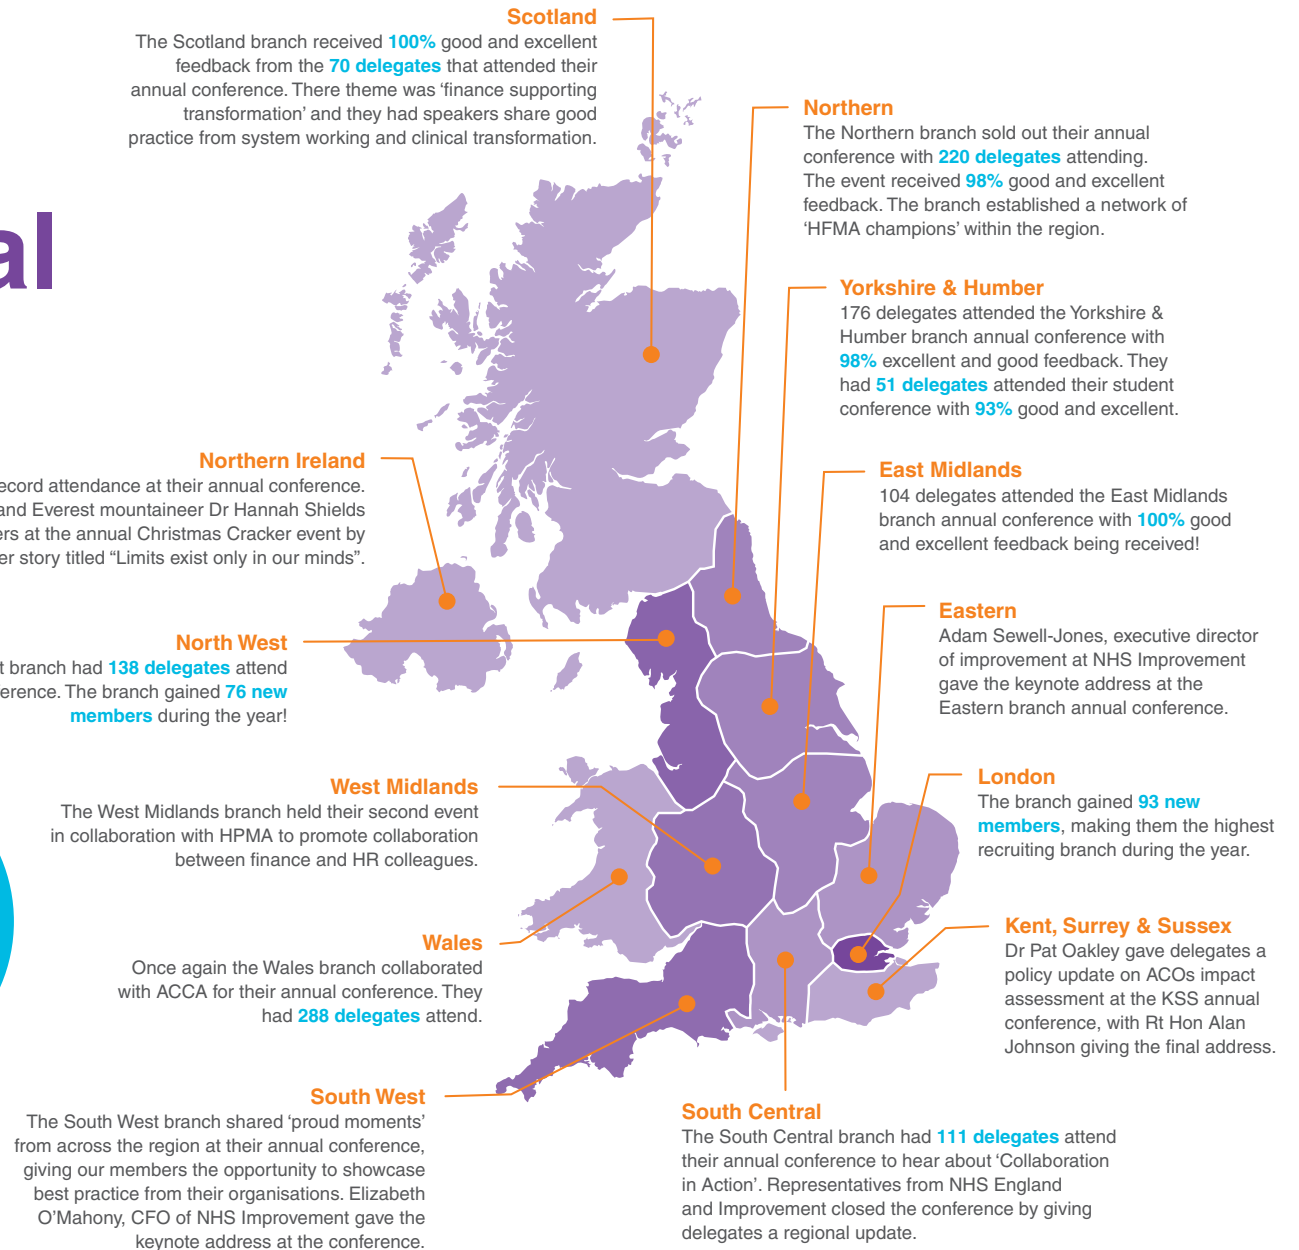 Scotland
The Scotland branch received 100% good and excellent
feedback from the 70 delegates that attended their
annual conference. There theme was ‘finance supporting
transformation’ and they had speakers share good
practice from system working and clinical transformation.
al
Northern
The Northern branch sold out their annual
conference with 220 delegates attending.
The event received 98% good and excellent
feedback. The branch established a network of
‘HFMA champions’ within the region.
Yorkshire & Humber
176 delegates attended the Yorkshire &
Humber branch annual conference with
98% excellent and good feedback. They
had 51 delegates attended their student
conference with 93% good and excellent.
Northern Ireland
record attendance at their annual conference.
and Everest mountaineer Dr Hannah Shields
at the annual Christmas Cracker event by
story titled “Limits exist only in our minds”.
East Midlands
104 delegates attended the East Midlands
branch annual conference with 100% good
and excellent feedback being received!
Eastern
Adam Sewell-Jones, executive director
of improvement at NHS Improvement
gave the keynote address at the
Eastern branch annual conference.
North West
branch had 138 delegates attend
The branch gained 76 new
members during the year!
West Midlands
The West Midlands branch held their second event
in collaboration with HPMA to promote collaboration
between finance and HR colleagues.
London
The branch gained 93 new
members, making them the highest
recruiting branch during the year.
Wales
Once again the Wales branch collaborated
with ACCA for their annual conference. They
had 288 delegates attend.
Kent, Surrey & Sussex
Dr Pat Oakley gave delegates a
policy update on ACOs impact
assessment at the KSS annual
conference, with Rt Hon Alan
Johnson giving the final address.
South West
The South West branch shared ‘proud moments’
from across the region at their annual conference,
giving our members the opportunity to showcase
best practice from their organisations. Elizabeth
O’Mahony, CFO of NHS Improvement gave the
keynote address at the conference.
South Central
The South Central branch had 111 delegates attend
their annual conference to hear about ‘Collaboration
in Action’. Representatives from NHS England
and Improvement closed the conference by giving
delegates a regional update.